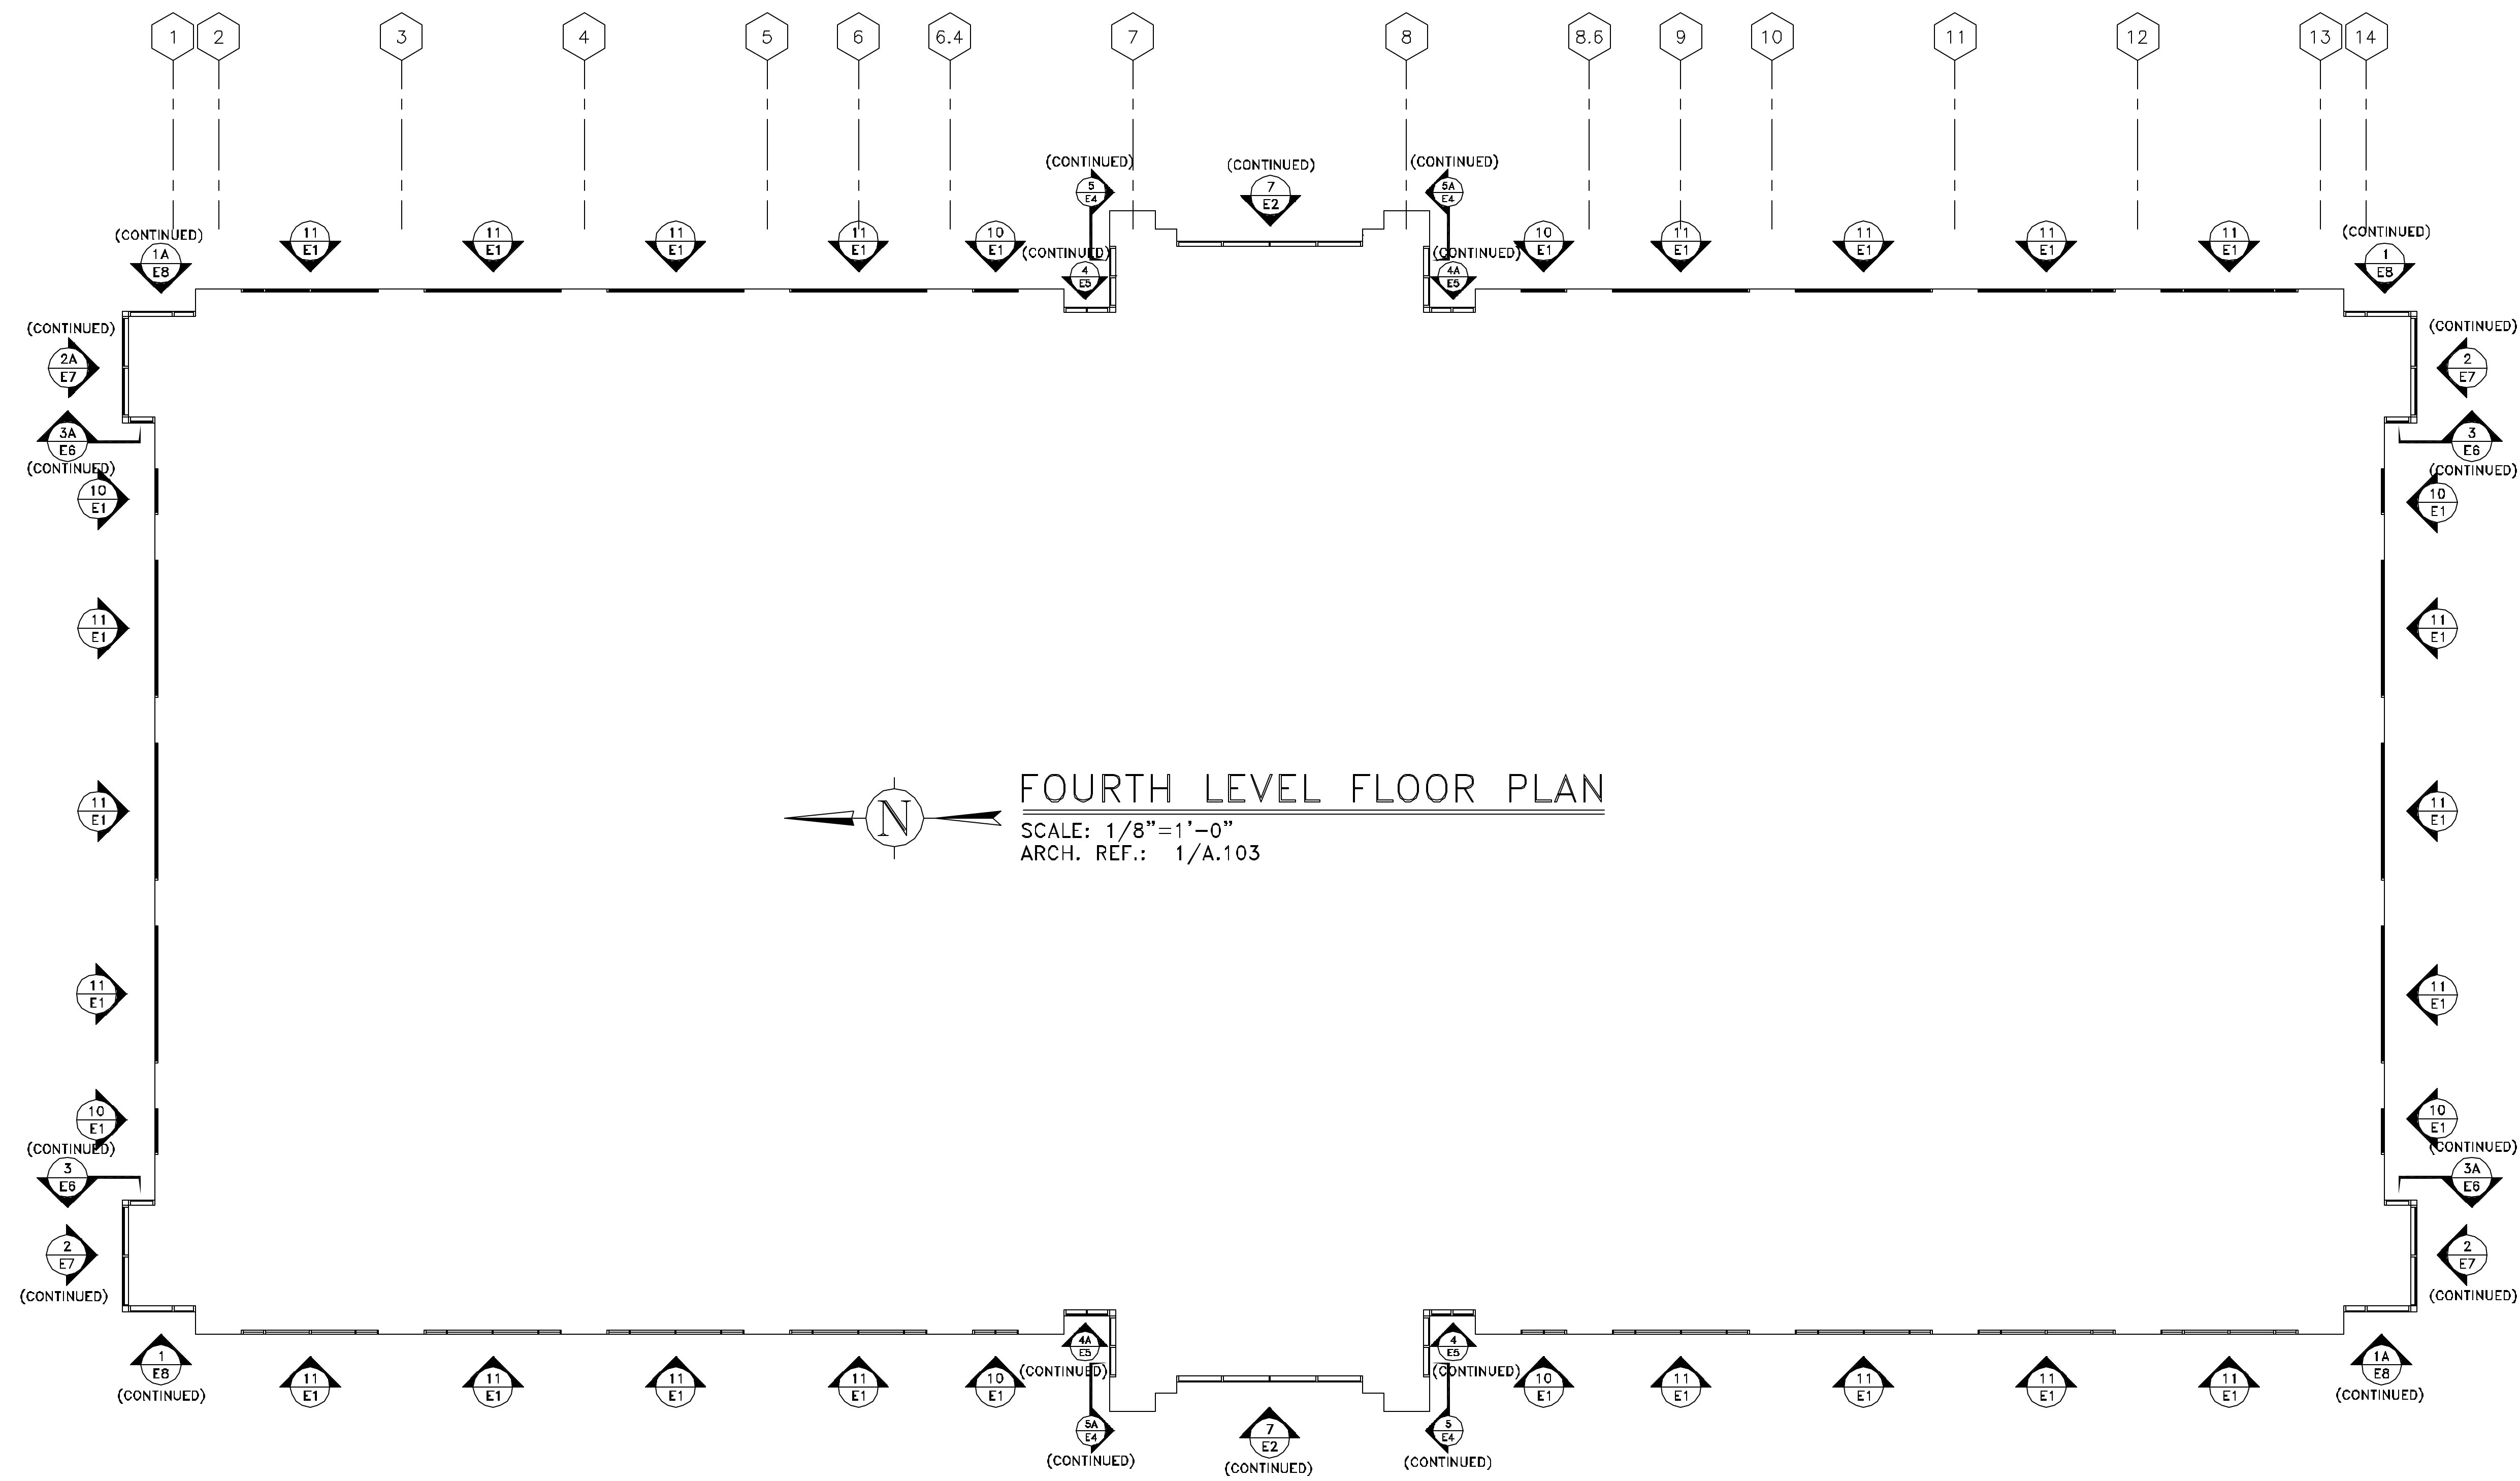 1 2 3 4 5 6 6.4 7 8 8.6 9 10 11 12 13 14
(CONTINUED) (CONTINUED) (CONTINUED)
5 7 5A
E4 E2 E4
(CONTINUED) (CONTINUED)
1A 11 11 11 11 10 10 11 11 11 11 1
E8 E1 E1 E1 E1 E1 E1 E1 E1 E1 E1 E8
(CONTINUED) (CONTINUED)
4 4A
E5 E5
(CONTINUED) (CONTINUED)
2A 2
E7 E7
3A 3
E6 E6
(CONTINUED) (CONTINUED)
10 10
E1 E1
11 11
E1 E1
FOURTH LEVEL FLOOR PLAN
N
SCALE: 1/8"=1'-0"
ARCH. REF.: 1/A.103
11 11
E1 E1
11 11
E1 E1
10 10
E1 E1
(CONTINUED) (CONTINUED)
3 3A
E6 E6
2 2
E7 E7
(CONTINUED) (CONTINUED)
4A 4
E5 E5
(CONTINUED) (CONTINUED)
1 11 11 11 11 10 10 11 11 11 11 1A
E8 E1 E1 E1 E1 E1 E1 E1 E1 E1 E1 E8
(CONTINUED) (CONTINUED)
5A 7 5
E4 E2 E4
(CONTINUED) (CONTINUED) (CONTINUED)